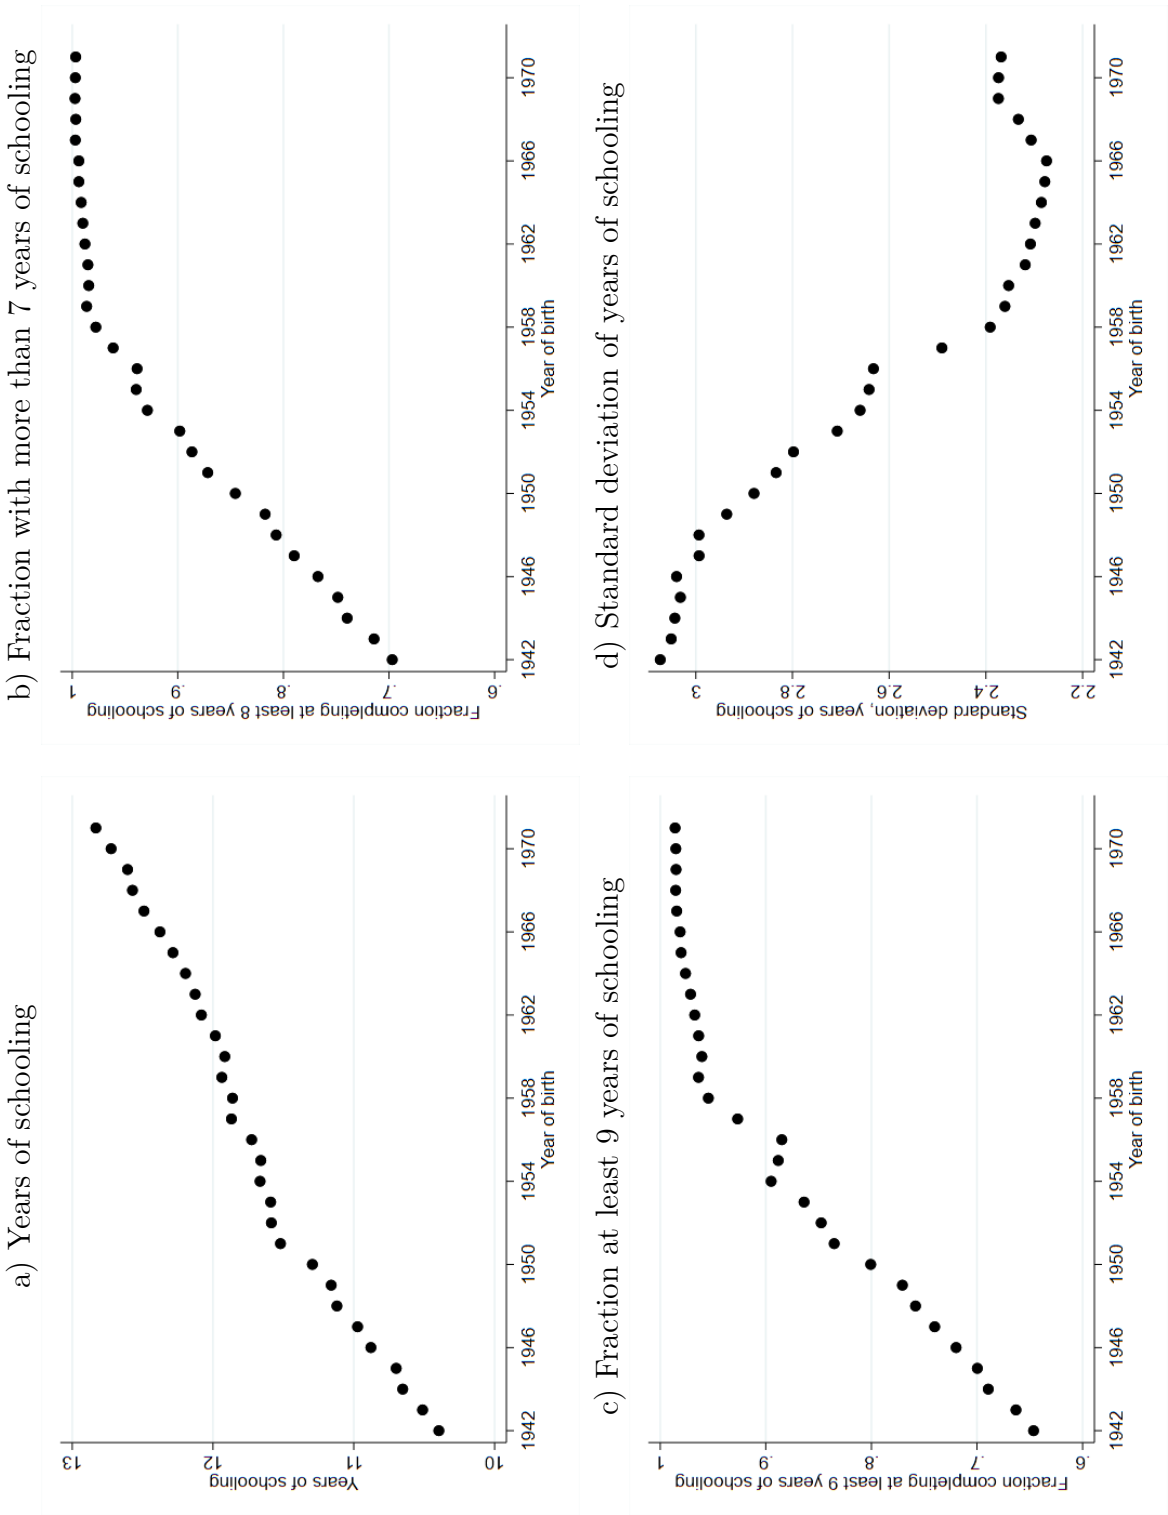 a) Years of schooling
13
12
11
10
Years of schooling
1942 1946 1950 1954 1958 1962 1966 1970
Year of birth
b) Fraction with more than 7 years of schooling
1
.9
.8
.7
.6
Fraction completing at least 8 years of schooling
1942 1946 1950 1954 1958 1962 1966 1970
Year of birth
c) Fraction at least 9 years of schooling
1
.9
.8
.7
.6
Fraction completing at least 9 years of schooling
1942 1946 1950 1954 1958 1962 1966 1970
Year of birth
d) Standard deviation of years of schooling
3
2.8
2.6
2.4
2.2
Standard deviation, years of schooling
1942 1946 1950 1954 1958 1962 1966 1970
Year of birth